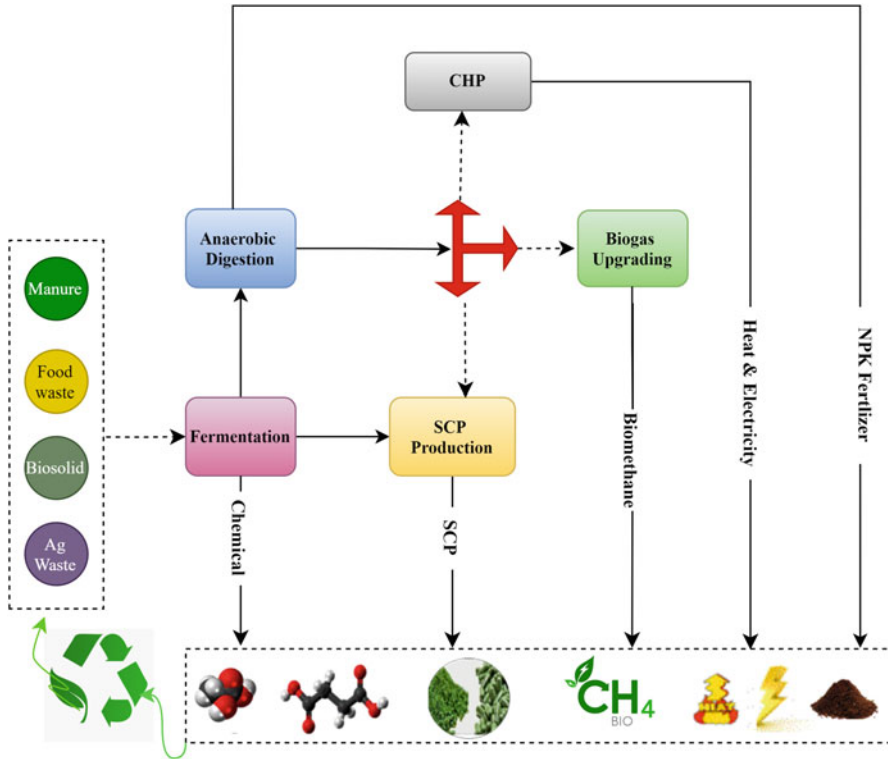 CHP
Anaerobic
Digestion
Biogas
Upgrading
Manure
Food
waste
Biosolid
Ag
Waste
Fermentation
SCP
Production
Chemical
SCP
Biomethane
Heat & Electricity
NPK Fertlizer
CH4
BIO
HEAT